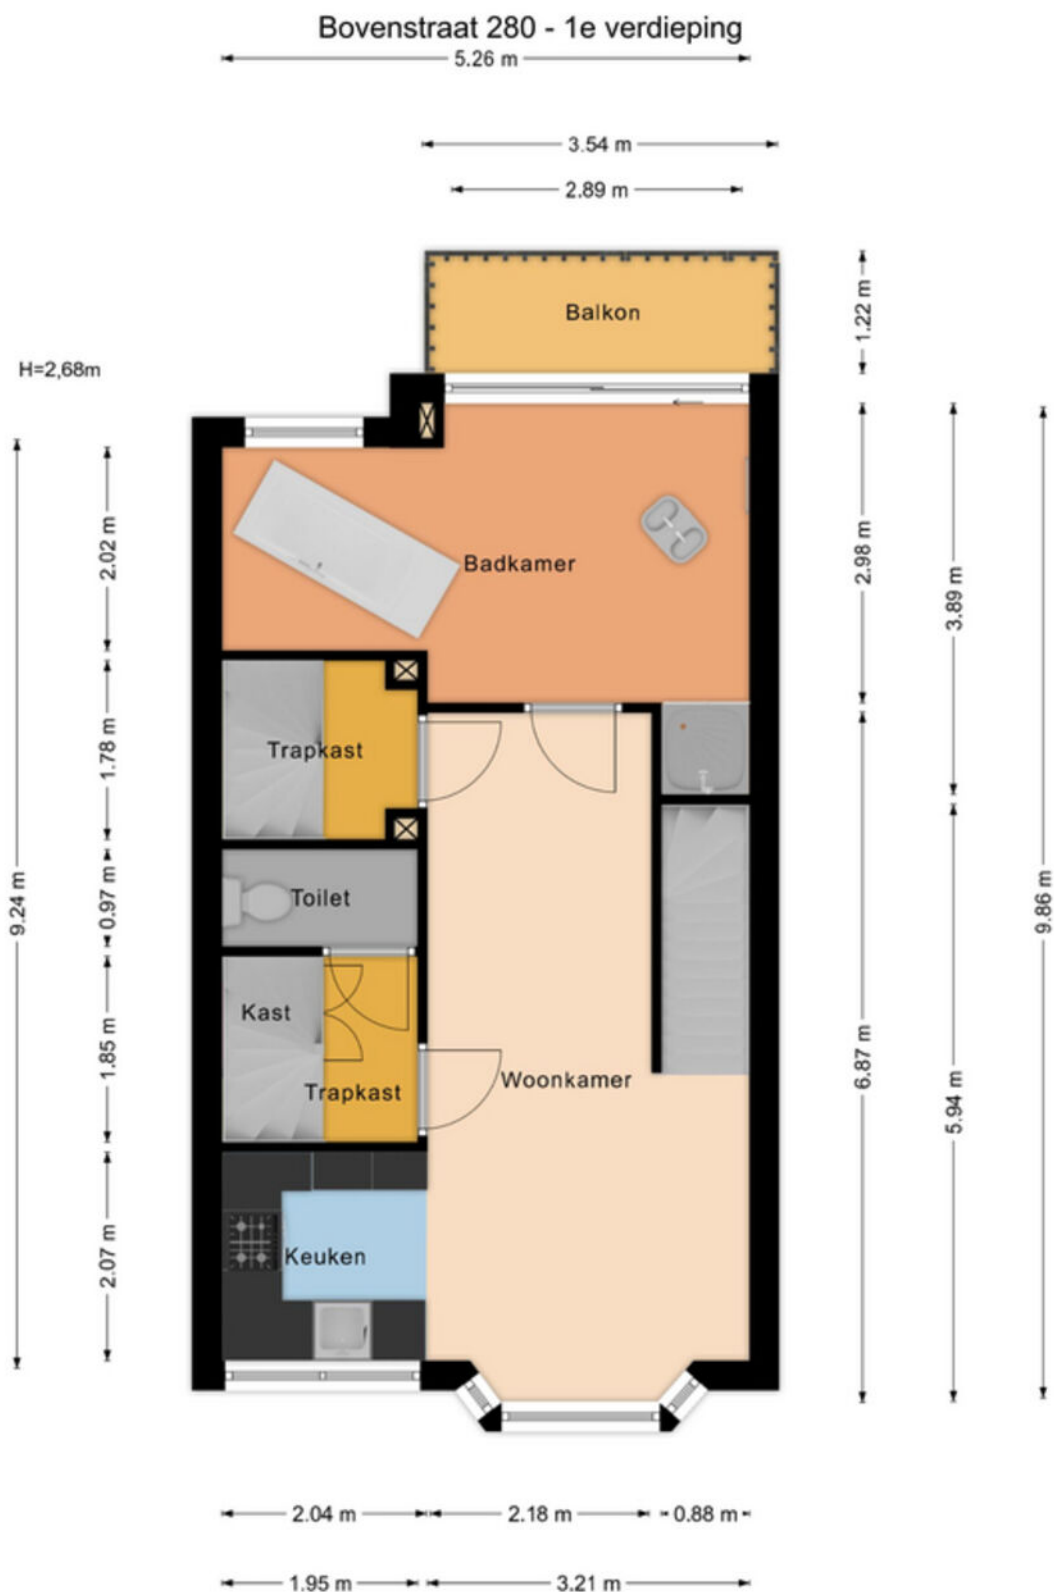 Bovenstraat 280 - 1e verdieping
5.26 m
3.54 m
2.89 m
Balkon
1.22 m
H=2,68m
Badkamer
2.02 m
2.98 m
3.89 m
Trapkast
1.78 m
Toilet
0.97 m
9.24 m
9.86 m
Kast
1.85 m
Trapkast
Woonkamer
6.87 m
5.94 m
Keuken
2.07 m
2.04 m
2.18 m
0.88 m
1.95 m
3.21 m